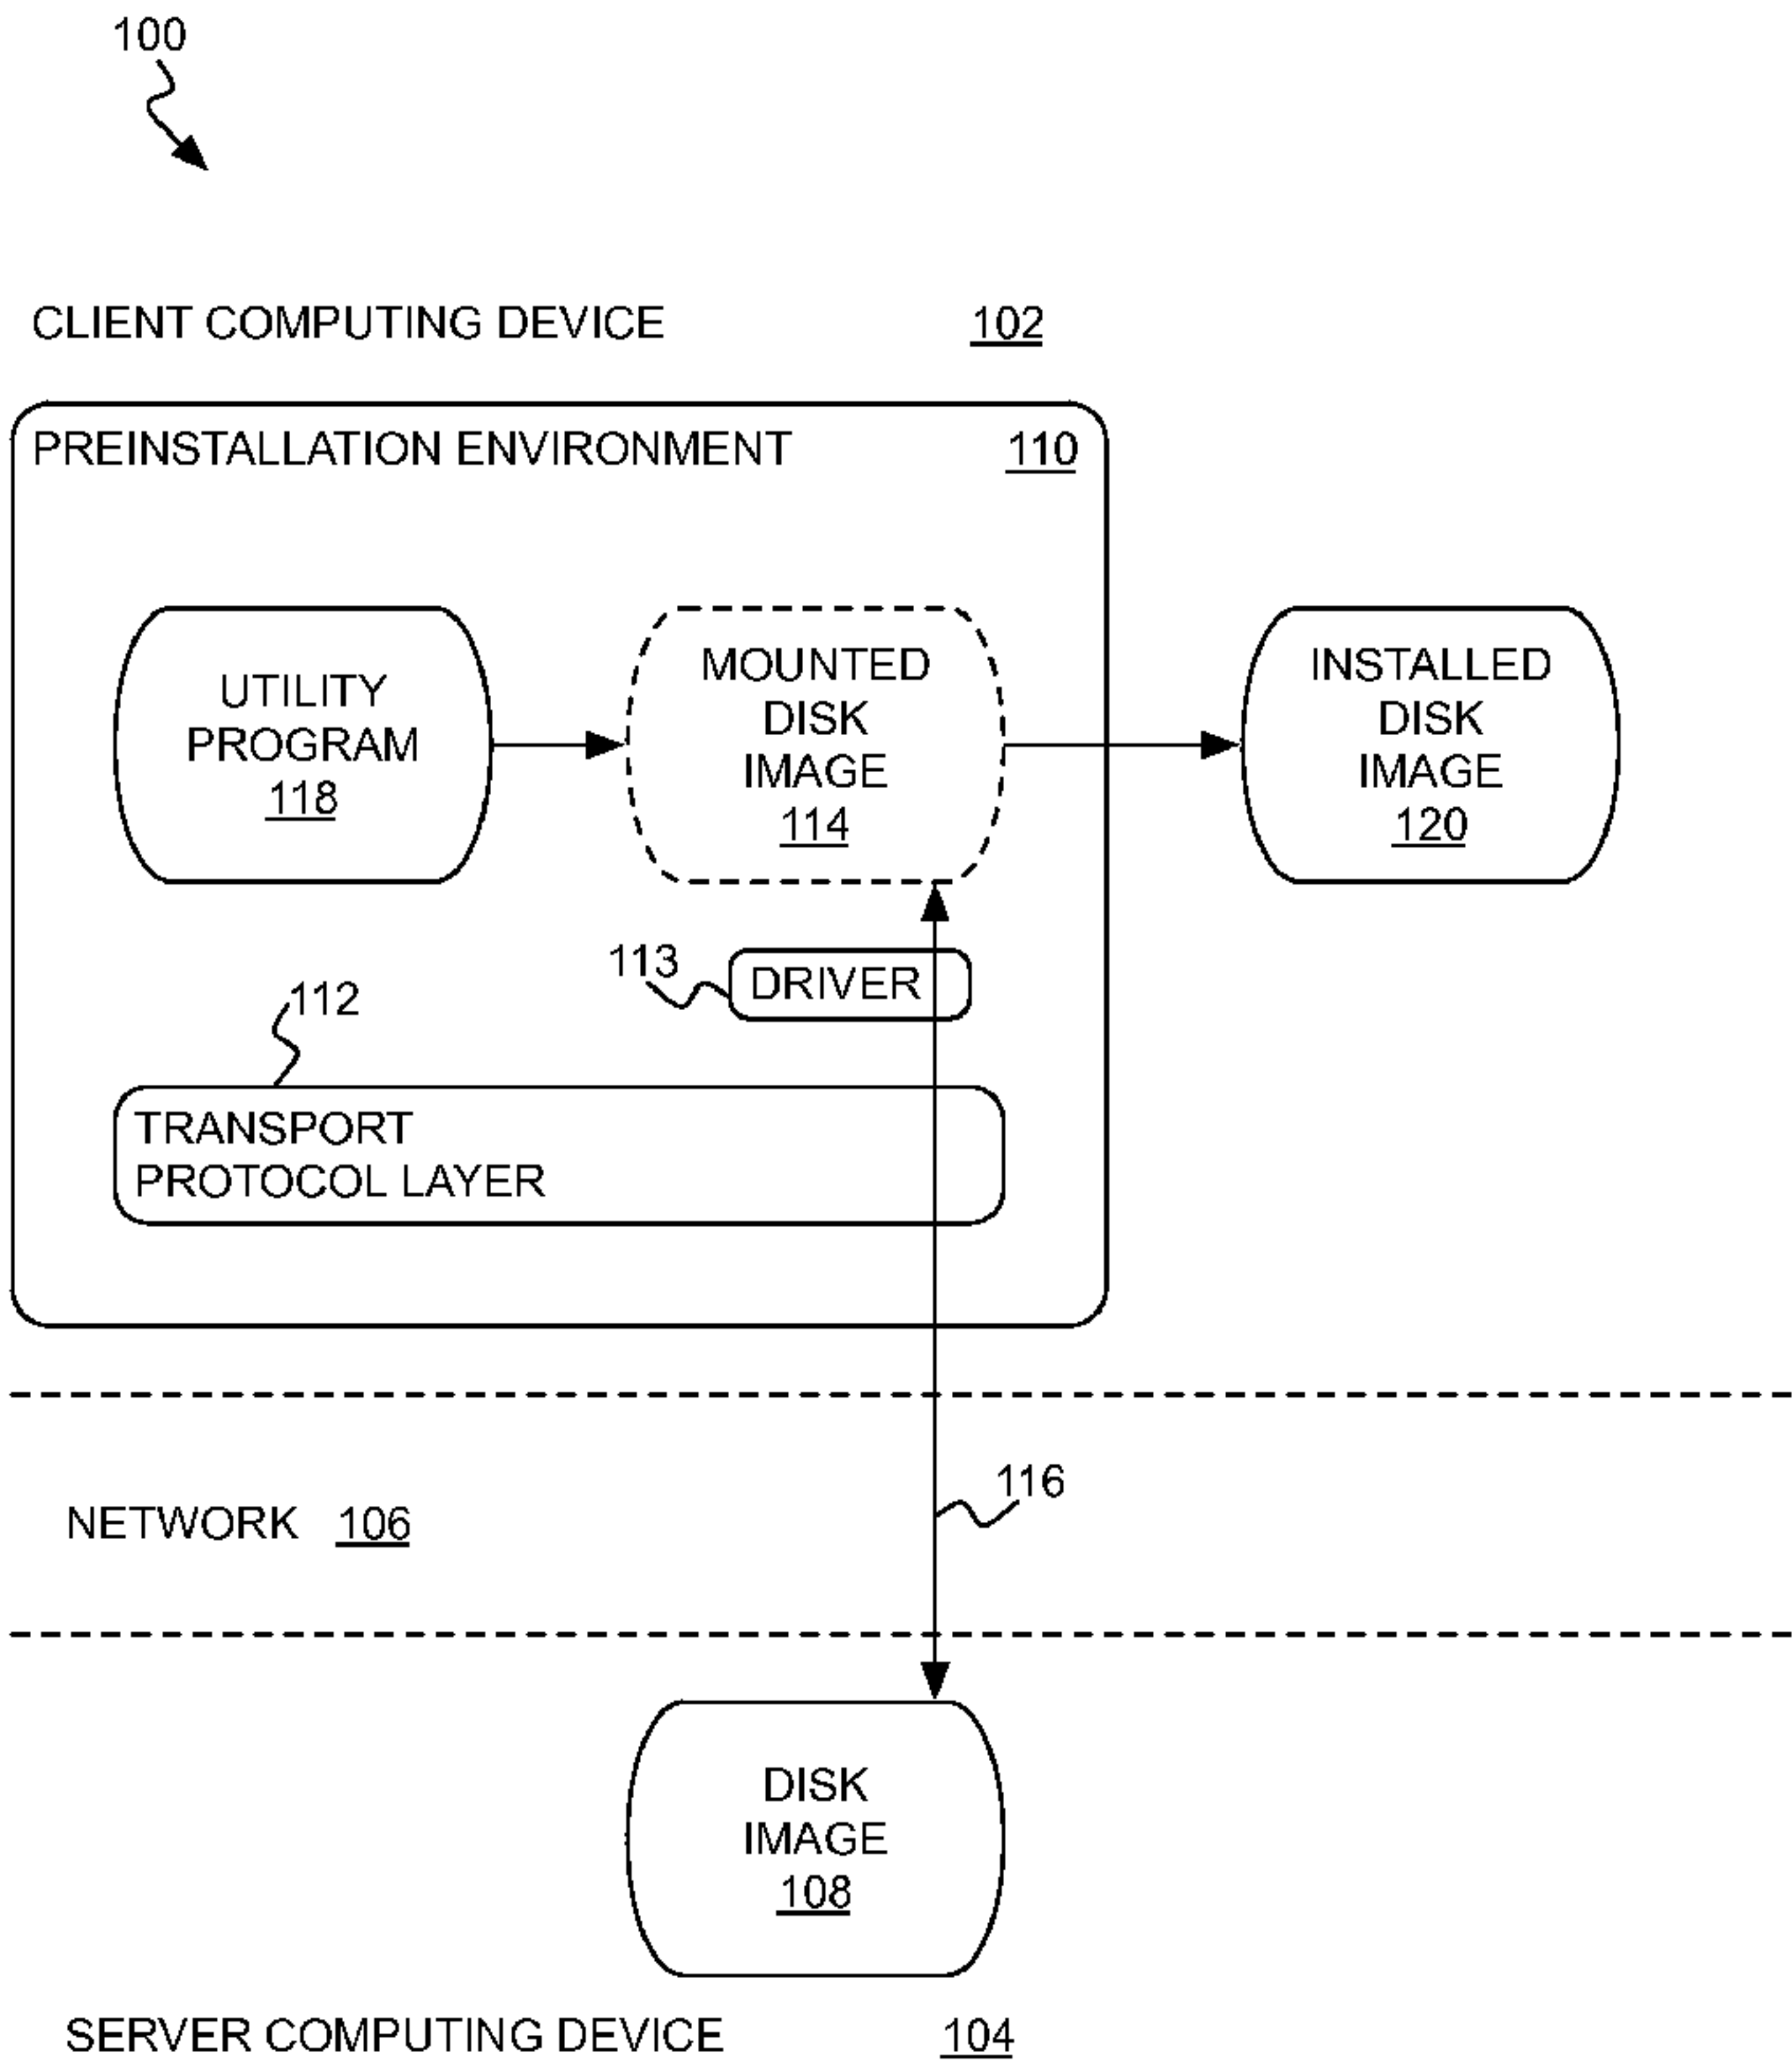 100
CLIENT COMPUTING DEVICE 102
PREINSTALLATION ENVIRONMENT 110
UTILITY
PROGRAM
118
MOUNTED
DISK
IMAGE
114
INSTALLED
DISK
IMAGE
120
113
DRIVER
112
TRANSPORT
PROTOCOL LAYER
116
NETWORK 106
DISK
IMAGE
108
SERVER COMPUTING DEVICE 104